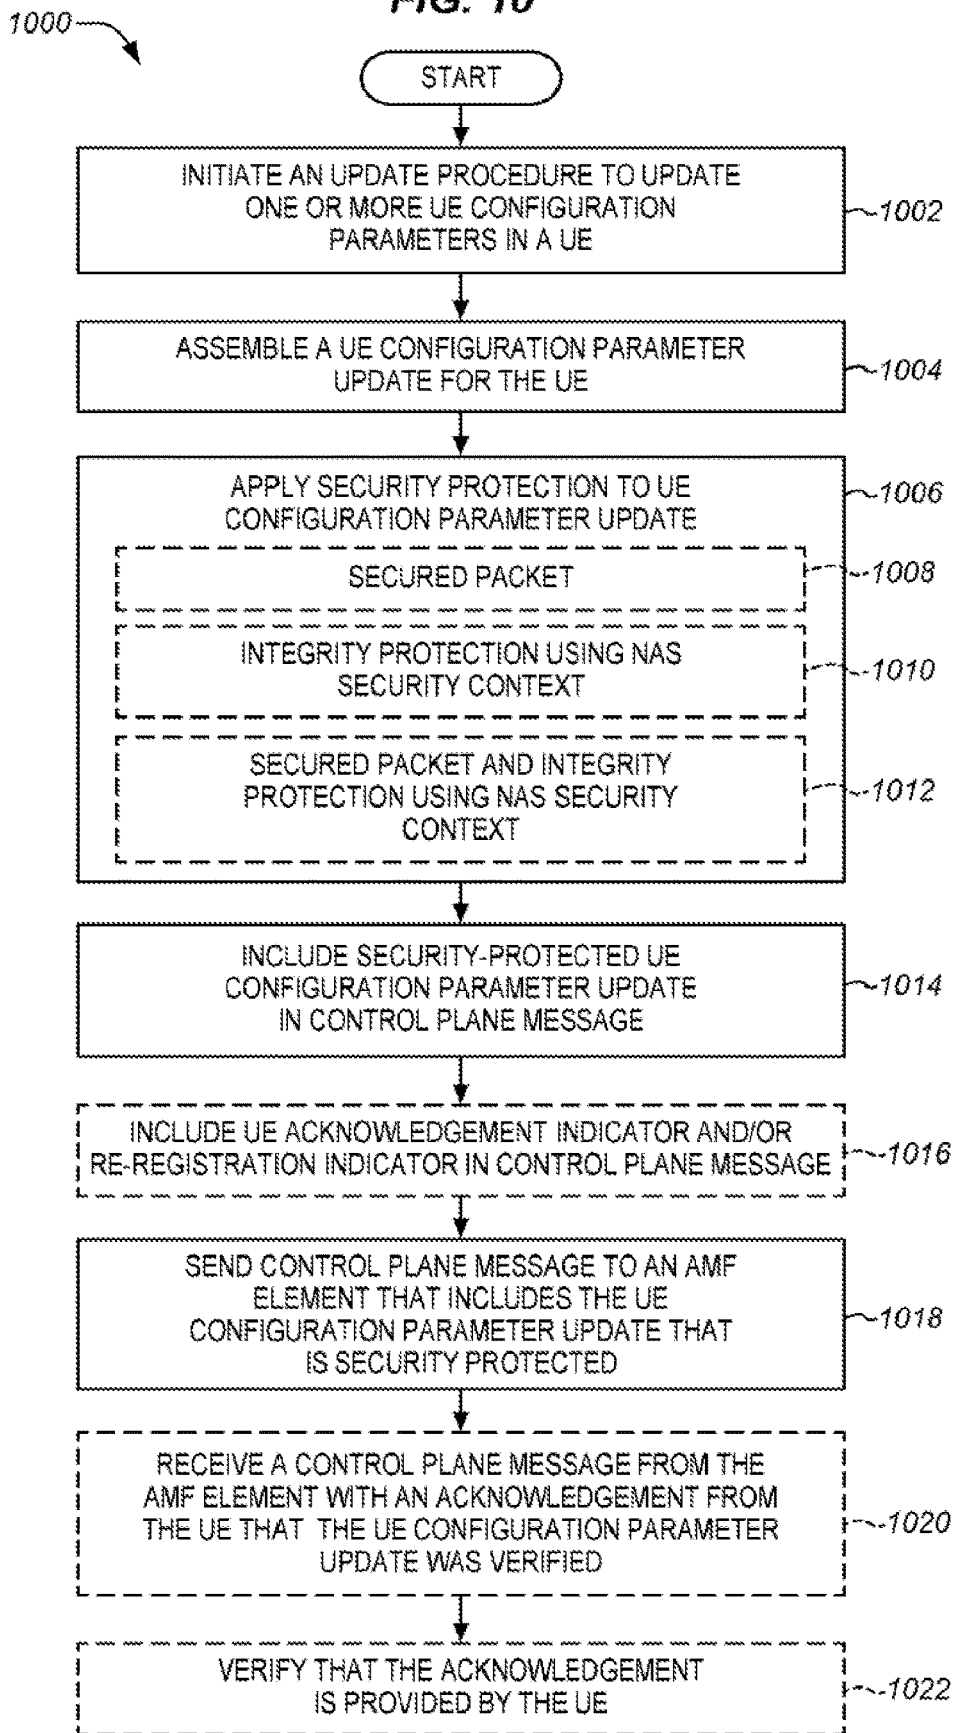 FIG. 10
1000
START
INITIATE AN UPDATE PROCEDURE TO UPDATE
ONE OR MORE UE CONFIGURATION
PARAMETERS IN A UE
1002
ASSEMBLE A UE CONFIGURATION PARAMETER
UPDATE FOR THE UE
1004
APPLY SECURITY PROTECTION TO UE
CONFIGURATION PARAMETER UPDATE
1006
SECURED PACKET
1008
INTEGRITY PROTECTION USING NAS
SECURITY CONTEXT
1010
SECURED PACKET AND INTEGRITY
PROTECTION USING NAS SECURITY
CONTEXT
1012
INCLUDE SECURITY-PROTECTED UE
CONFIGURATION PARAMETER UPDATE
IN CONTROL PLANE MESSAGE
1014
INCLUDE UE ACKNOWLEDGEMENT INDICATOR AND/OR
RE-REGISTRATION INDICATOR IN CONTROL PLANE MESSAGE
1016
SEND CONTROL PLANE MESSAGE TO AN AMF
ELEMENT THAT INCLUDES THE UE
CONFIGURATION PARAMETER UPDATE THAT
IS SECURITY PROTECTED
1018
RECEIVE A CONTROL PLANE MESSAGE FROM THE
AMF ELEMENT WITH AN ACKNOWLEDGEMENT FROM
THE UE THAT THE UE CONFIGURATION PARAMETER
UPDATE WAS VERIFIED
1020
VERIFY THAT THE ACKNOWLEDGEMENT
IS PROVIDED BY THE UE
1022